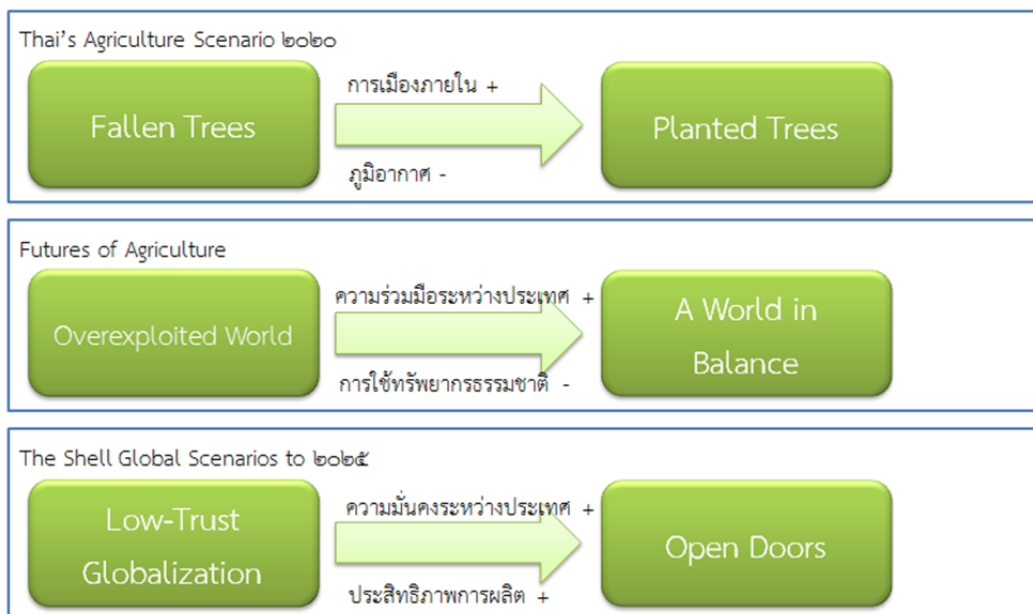 Thai's Agriculture Scenario ๒๐๒๐
Fallen Trees
การเมืองภายใน +
ภูมิอากาศ -
Planted Trees
Futures of Agriculture
Overexploited World
ความร่วมมือระหว่างประเทศ +
การใช้ทรัพยากรธรรมชาติ -
A World in
Balance
The Shell Global Scenarios to ๒๐๒๕
Low-Trust
Globalization
ความมั่นคงระหว่างประเทศ +
ประสิทธิภาพการผลิต +
Open Doors